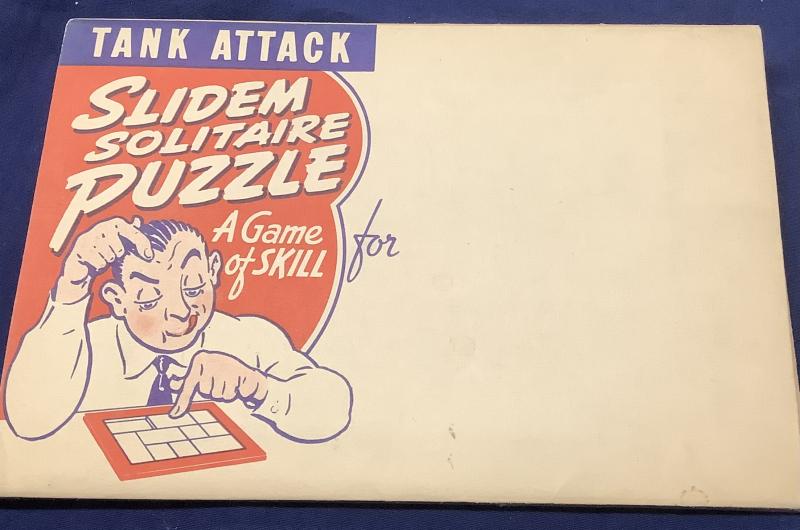 TANK ATTACK
SLIDEM
SOLITAIRE
PUZZLE
A Game
of SKILL
for